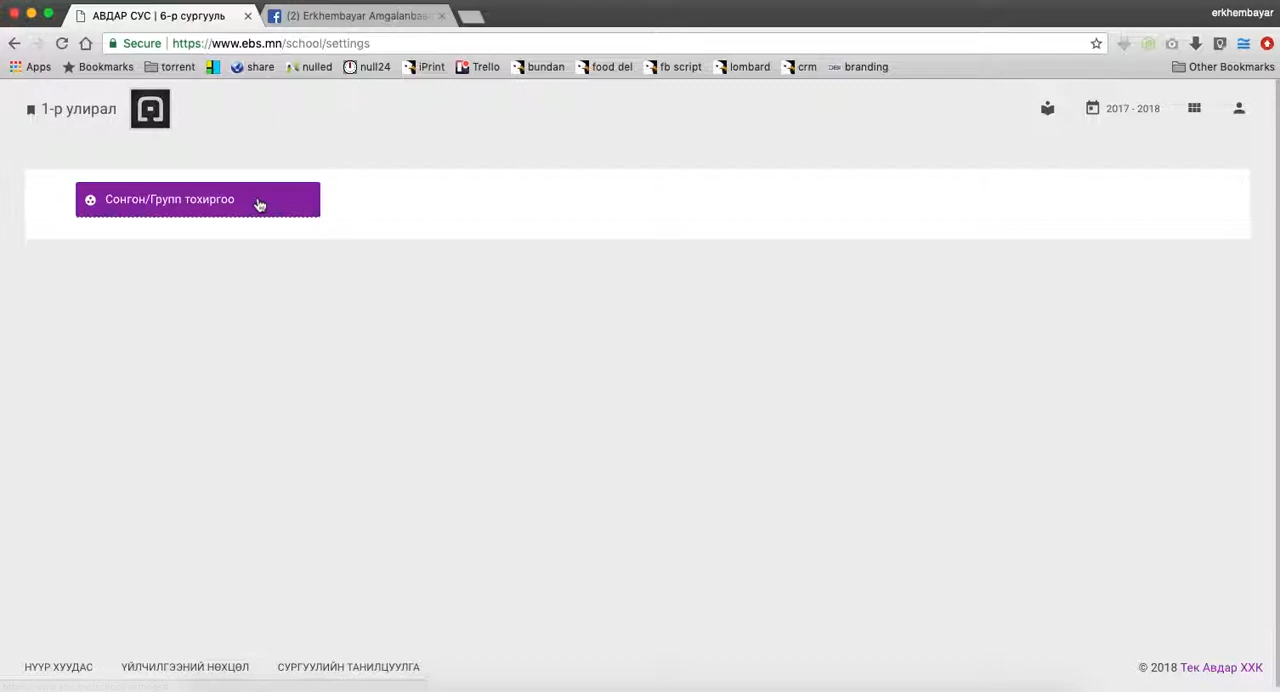 erkhembayar
АВДАР СУС | 6-р сургууль
(2) Erkhembayar Amgalanbaa
Secure https://www.ebs.mn/school/settings
Apps Bookmarks torrent share nulled null24 iPrint Trello bundan food del fb script lombard crm branding Other Bookmarks
1-р улирал
2017 - 2018
Сонгон/Групп тохиргоо
НҮҮР ХУУДАС ҮЙЛЧИЛГЭЭНИЙ НӨХЦӨЛ СУРГУУЛИЙН ТАНИЛЦУУЛГА
© 2018 Тек Авдар ХХК